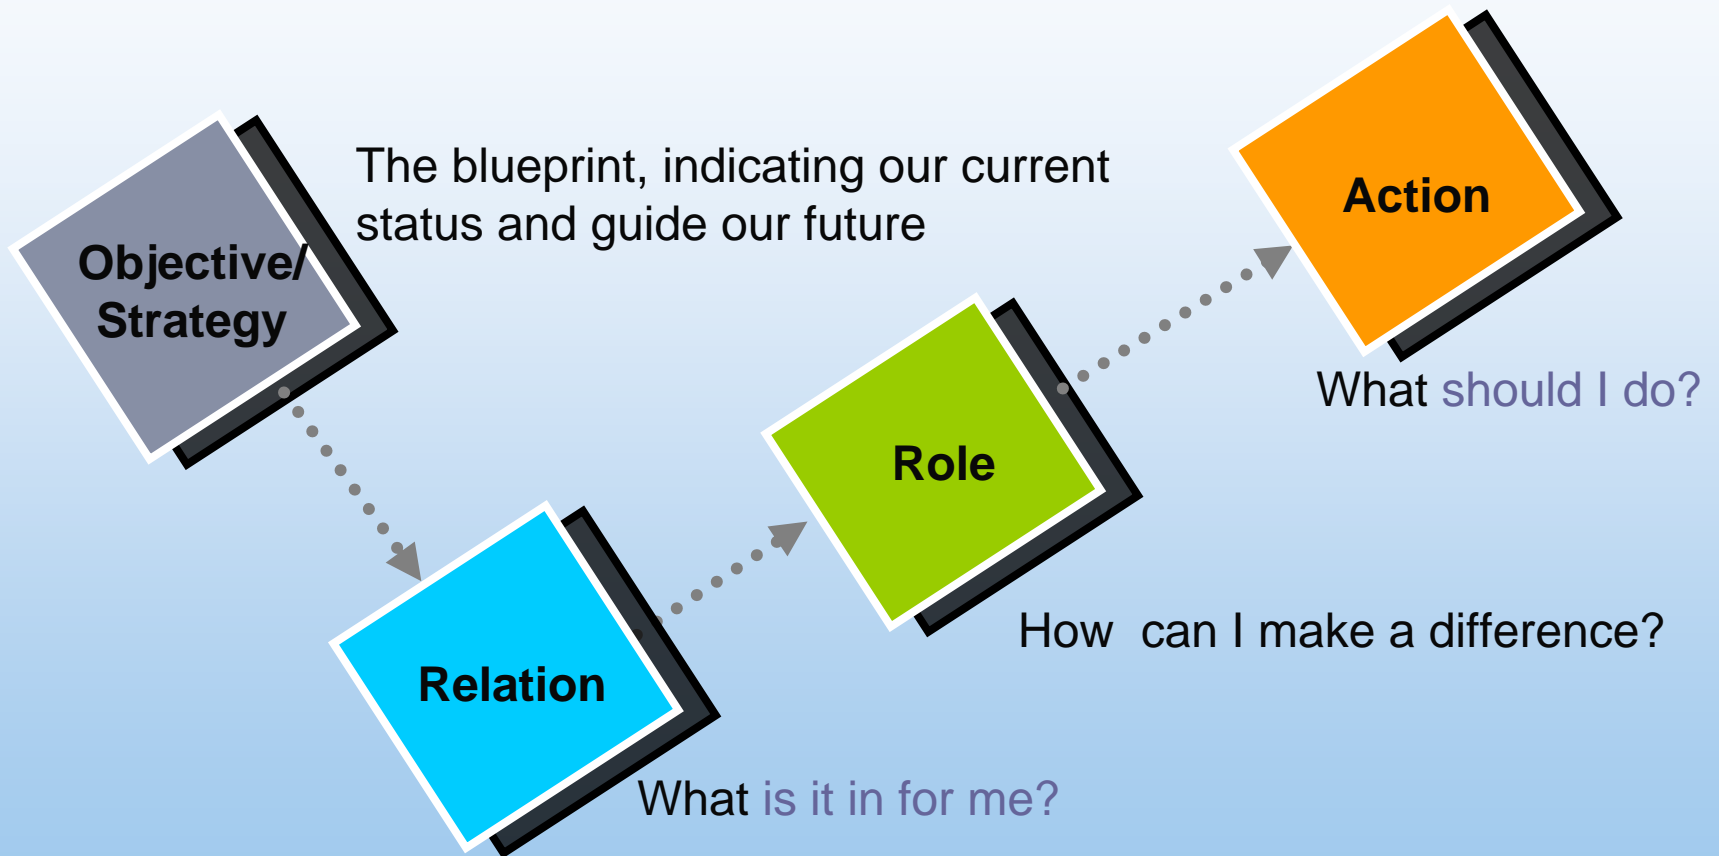 The blueprint, indicating our current
status and guide our future
Objective/
Strategy
Action
What should I do?
Role
How  can I make a difference?
Relation
What is it in for me?